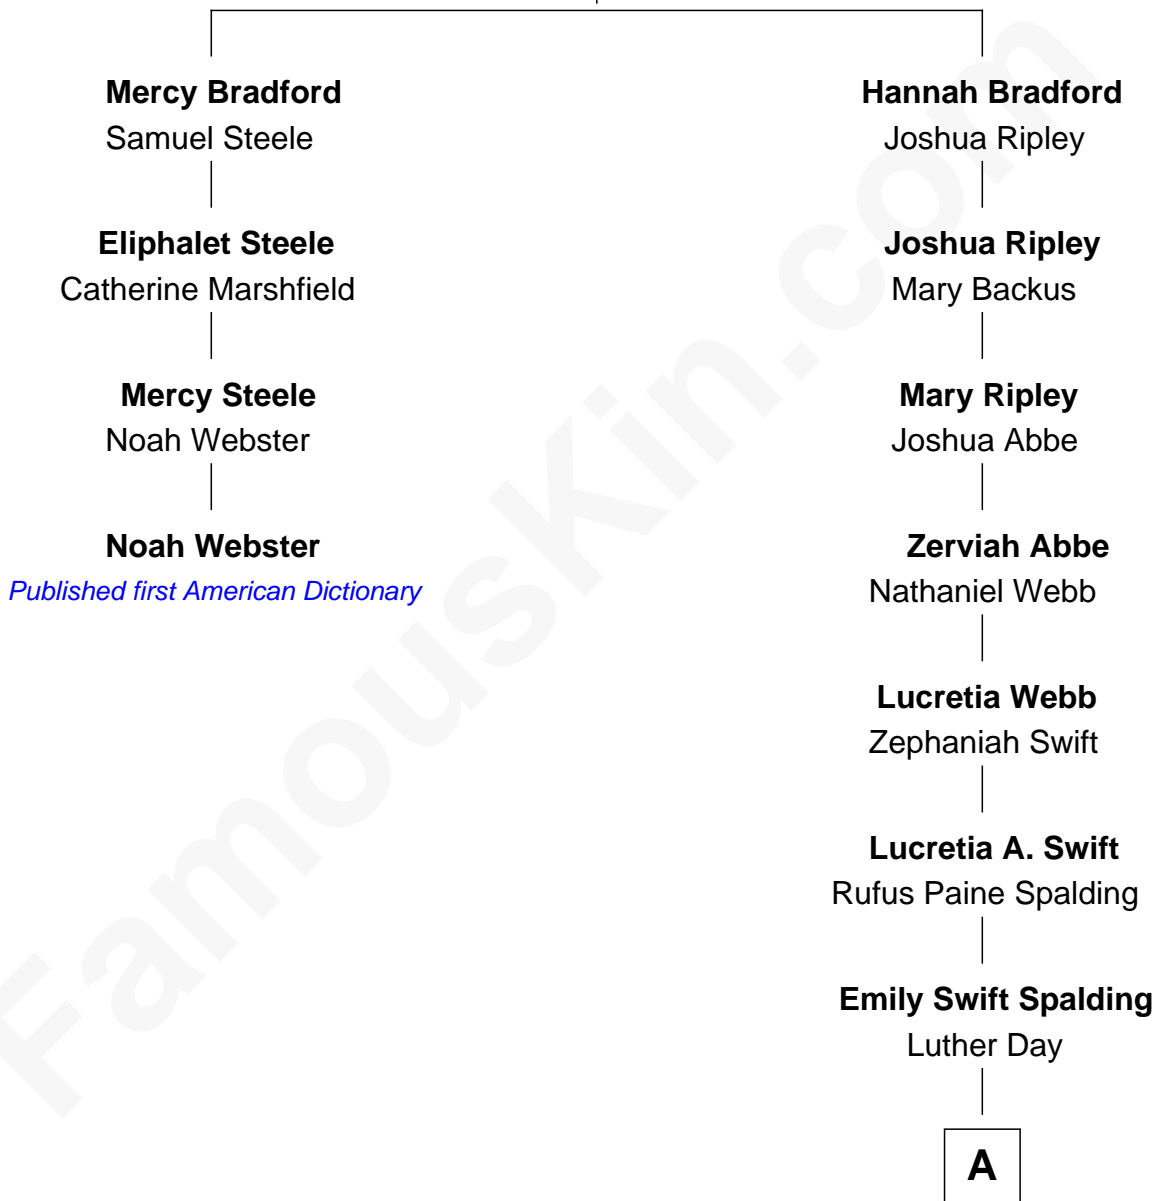 Mercy Bradford
Samuel Steele
Eliphalet Steele
Catherine Marshfield
Mercy Steele
Noah Webster
Noah Webster
Published first American Dictionary
Hannah Bradford
Joshua Ripley
Joshua Ripley
Mary Backus
Mary Ripley
Joshua Abbe
Zerviah Abbe
Nathaniel Webb
Lucretia Webb
Zephaniah Swift
Lucretia A. Swift
Rufus Paine Spalding
Emily Swift Spalding
Luther Day
A
FamousKin.com